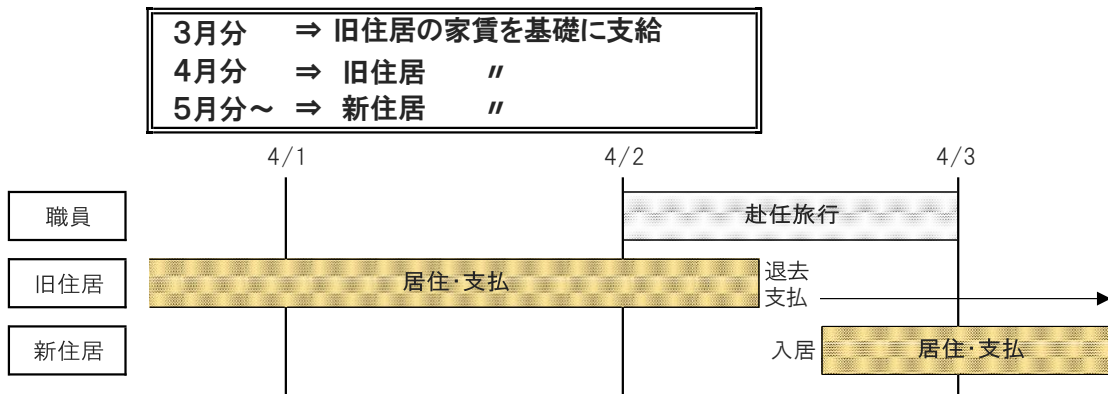 3月分 ⇒ 旧住居の家賃を基礎に支給
4月分 ⇒ 旧住居 〃
5月分～ ⇒ 新住居 〃
4/1 4/2 4/3
職員 赴任旅行
旧住居 居住・支払 退去
支払
新住居 入居 居住・支払